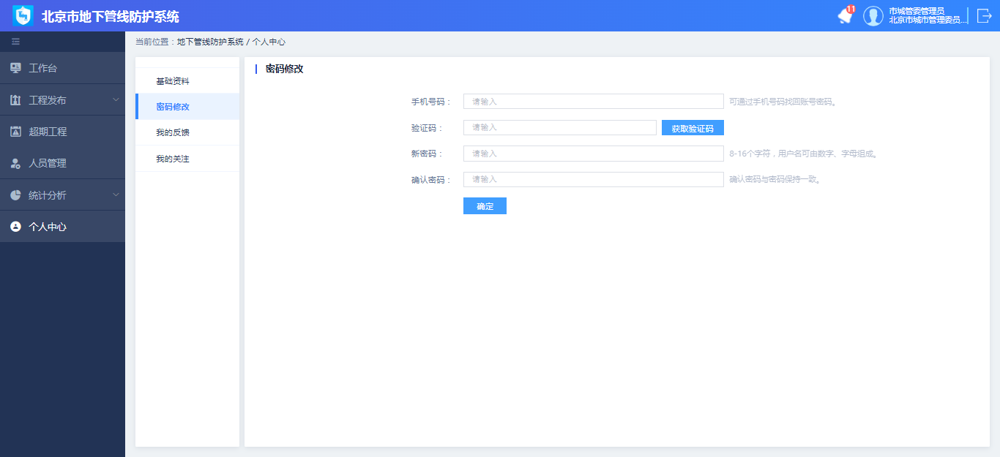 北京市地下管线防护系统
11
市城管委管理员
北京市城市管理委员...
当前位置：地下管线防护系统 / 个人中心
工作台
工程发布
超期工程
人员管理
统计分析
个人中心
基础资料
密码修改
我的反馈
我的关注
密码修改
手机号码： 请输入 可通过手机号码找回账号密码。
验证码： 请输入 获取验证码
新密码： 请输入 8-16个字符，用户名可由数字、字母组成。
确认密码： 请输入 确认密码与密码保持一致。
确定